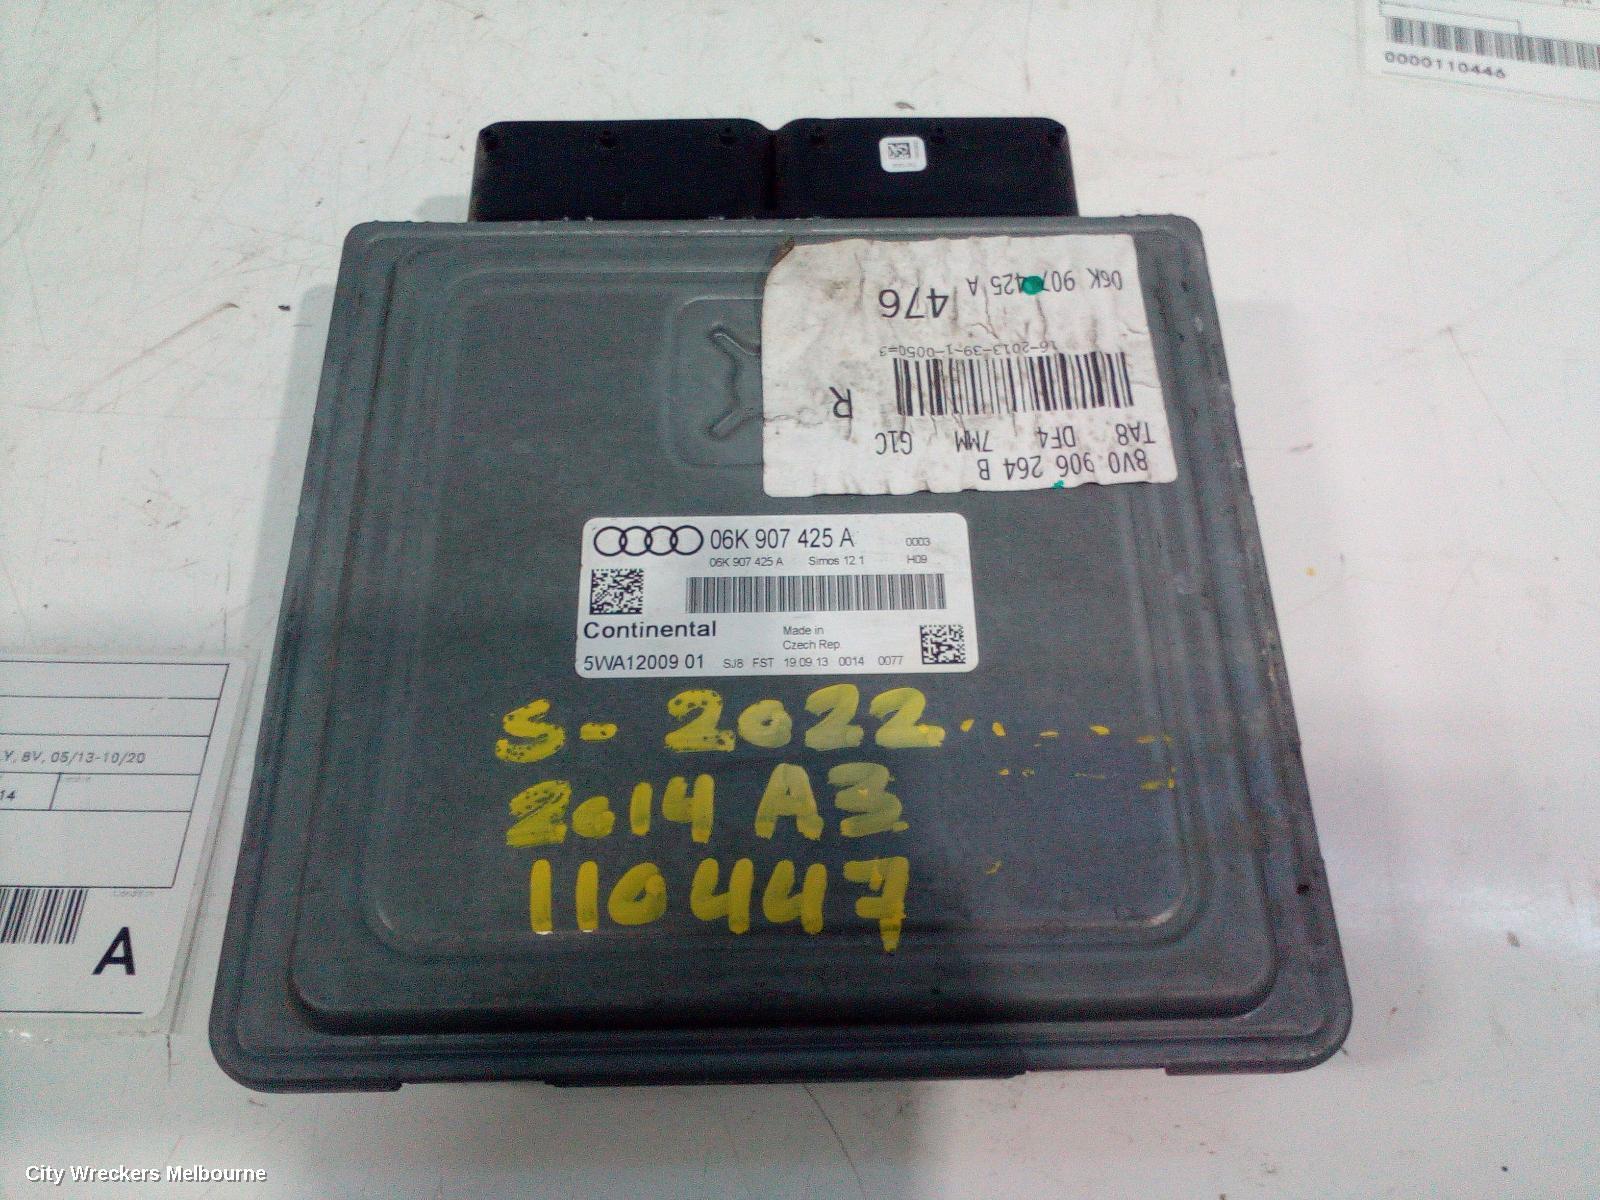 0000110446
06K 907 425 A
476
16-2013-39-1-0050=3
R
TA8 DF4 7MM G1C
8V0 906 264 B
06K 907 425 A 0003
06K 907 425 A Simos 12.1 H09
Continental
Made in
Czech Rep.
5WA12009 01 SJ8 FST 19.09.13 0014 0077
S-2022
2014 A3
110447
Y, 8V, 05/13-10/20
14
A
City Wreckers Melbourne